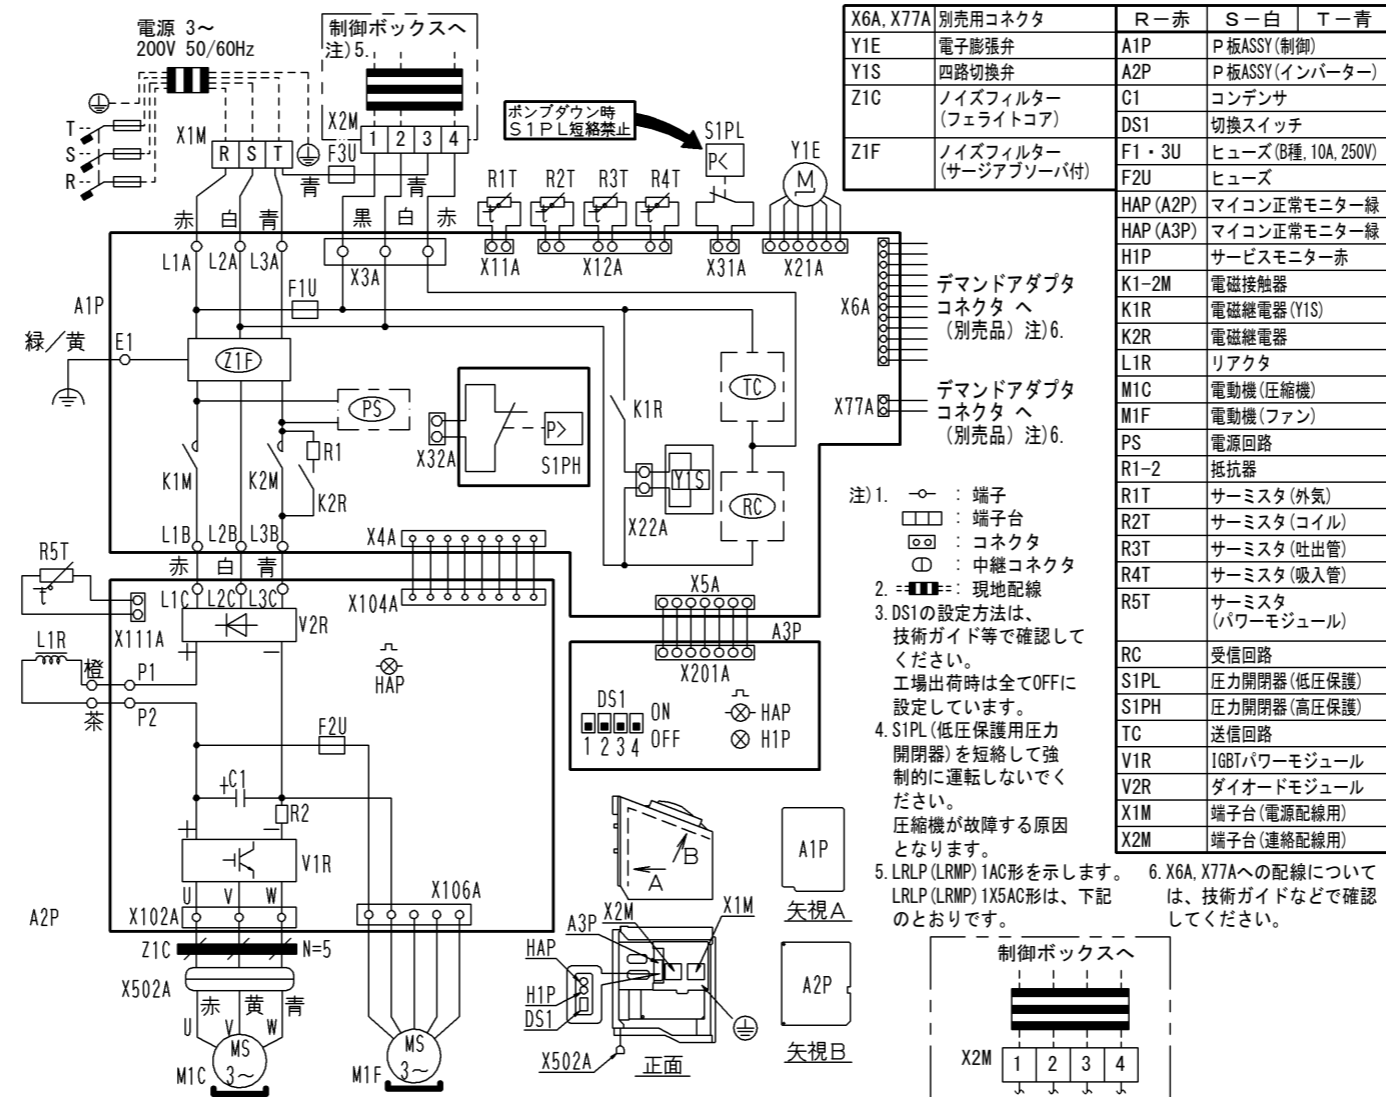 電源 3～
200V 50/60Hz
制御ボックスへ
注)5.
X2M
1 2 3 4
T
S
R
X1M
R S T
F3U
青 青
赤 白 青
黒 白 赤
ポンプダウン時
S1PL短絡禁止
S1PL
P<
Y1E
M
R1T R2T R3T R4T
t t t t
X11A X12A X31A X21A
L1A L2A L3A
X3A
A1P
F1U
緑／黄 E1
Z1F
PS
X32A
P>
S1PH
K1R
TC
RC
Y1S
X22A
X6A
デマンドアダプタ
コネクタ へ
(別売品) 注)6.
X77A
デマンドアダプタ
コネクタ へ
(別売品) 注)6.
K1M K2M R1
K2R
L1B L2B L3B
赤 白 青
X4A
X104A
X5A
A3P
X201A
DS1 ON
OFF
1 2 3 4
HAP
H1P
R5T
t
X111A
L1C L2C L3C
V2R
+ −
L1R
橙 P1
茶 P2
HAP
F2U
+ C1
R2
+ −
V1R
U V W
X102A
X106A
A2P
Z1C N=5
X502A
赤 黄 青
U V W
MS
3～
M1C
MS
3～
M1F
B
A
A1P
矢視A
A2P
矢視B
X2M X1M
A3P
HAP
H1P
DS1
X502A
正面
注)1. : 端子
: 端子台
: コネクタ
: 中継コネクタ
2. : 現地配線
3. DS1の設定方法は、
技術ガイド等で確認して
ください。
工場出荷時は全てOFFに
設定しています。
4. S1PL(低圧保護用圧力
開閉器)を短絡して強
制的に運転しないでく
ださい。
圧縮機が故障する原因
となります。
5. LRLP(LRMP)1AC形を示します。
LRLP(LRMP)1X5AC形は、下記
のとおりです。
6. X6A, X77Aへの配線について
は、技術ガイドなどで確認
してください。
制御ボックスへ
X2M 1 2 3 4
X6A, X77A 別売用コネクタ
Y1E 電子膨張弁
Y1S 四路切換弁
Z1C ノイズフィルター
(フェライトコア)
Z1F ノイズフィルター
(サージアブソーバ付)
R－赤 S－白 T－青
A1P P板ASSY(制御)
A2P P板ASSY(インバーター)
C1 コンデンサ
DS1 切換スイッチ
F1・3U ヒューズ(B種, 10A, 250V)
F2U ヒューズ
HAP(A2P) マイコン正常モニター緑
HAP(A3P) マイコン正常モニター緑
H1P サービスモニター赤
K1-2M 電磁接触器
K1R 電磁継電器(Y1S)
K2R 電磁継電器
L1R リアクタ
M1C 電動機(圧縮機)
M1F 電動機(ファン)
PS 電源回路
R1-2 抵抗器
R1T サーミスタ(外気)
R2T サーミスタ(コイル)
R3T サーミスタ(吐出管)
R4T サーミスタ(吸入管)
R5T サーミスタ
(パワーモジュール)
RC 受信回路
S1PL 圧力開閉器(低圧保護)
S1PH 圧力開閉器(高圧保護)
TC 送信回路
V1R IGBTパワーモジュール
V2R ダイオードモジュール
X1M 端子台(電源配線用)
X2M 端子台(連絡配線用)